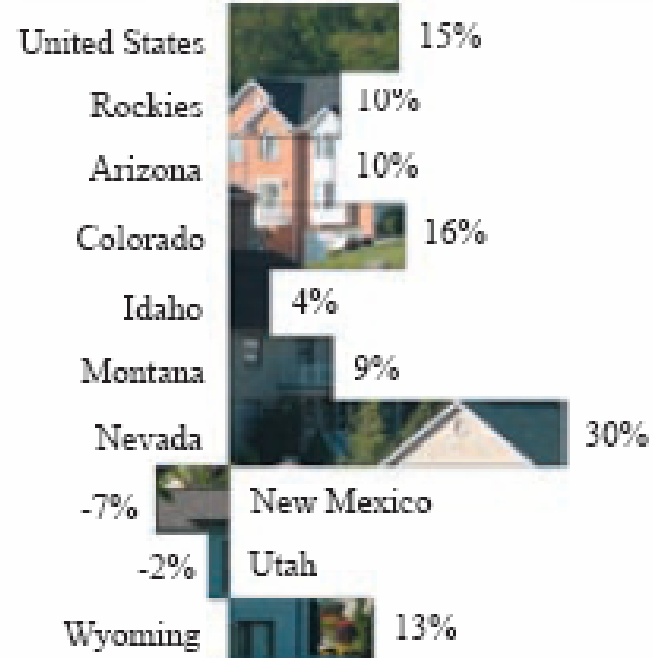 United States 15%
Rockies 10%
Arizona 10%
Colorado 16%
Idaho 4%
Montana 9%
Nevada 30%
-7% New Mexico
-2% Utah
Wyoming 13%